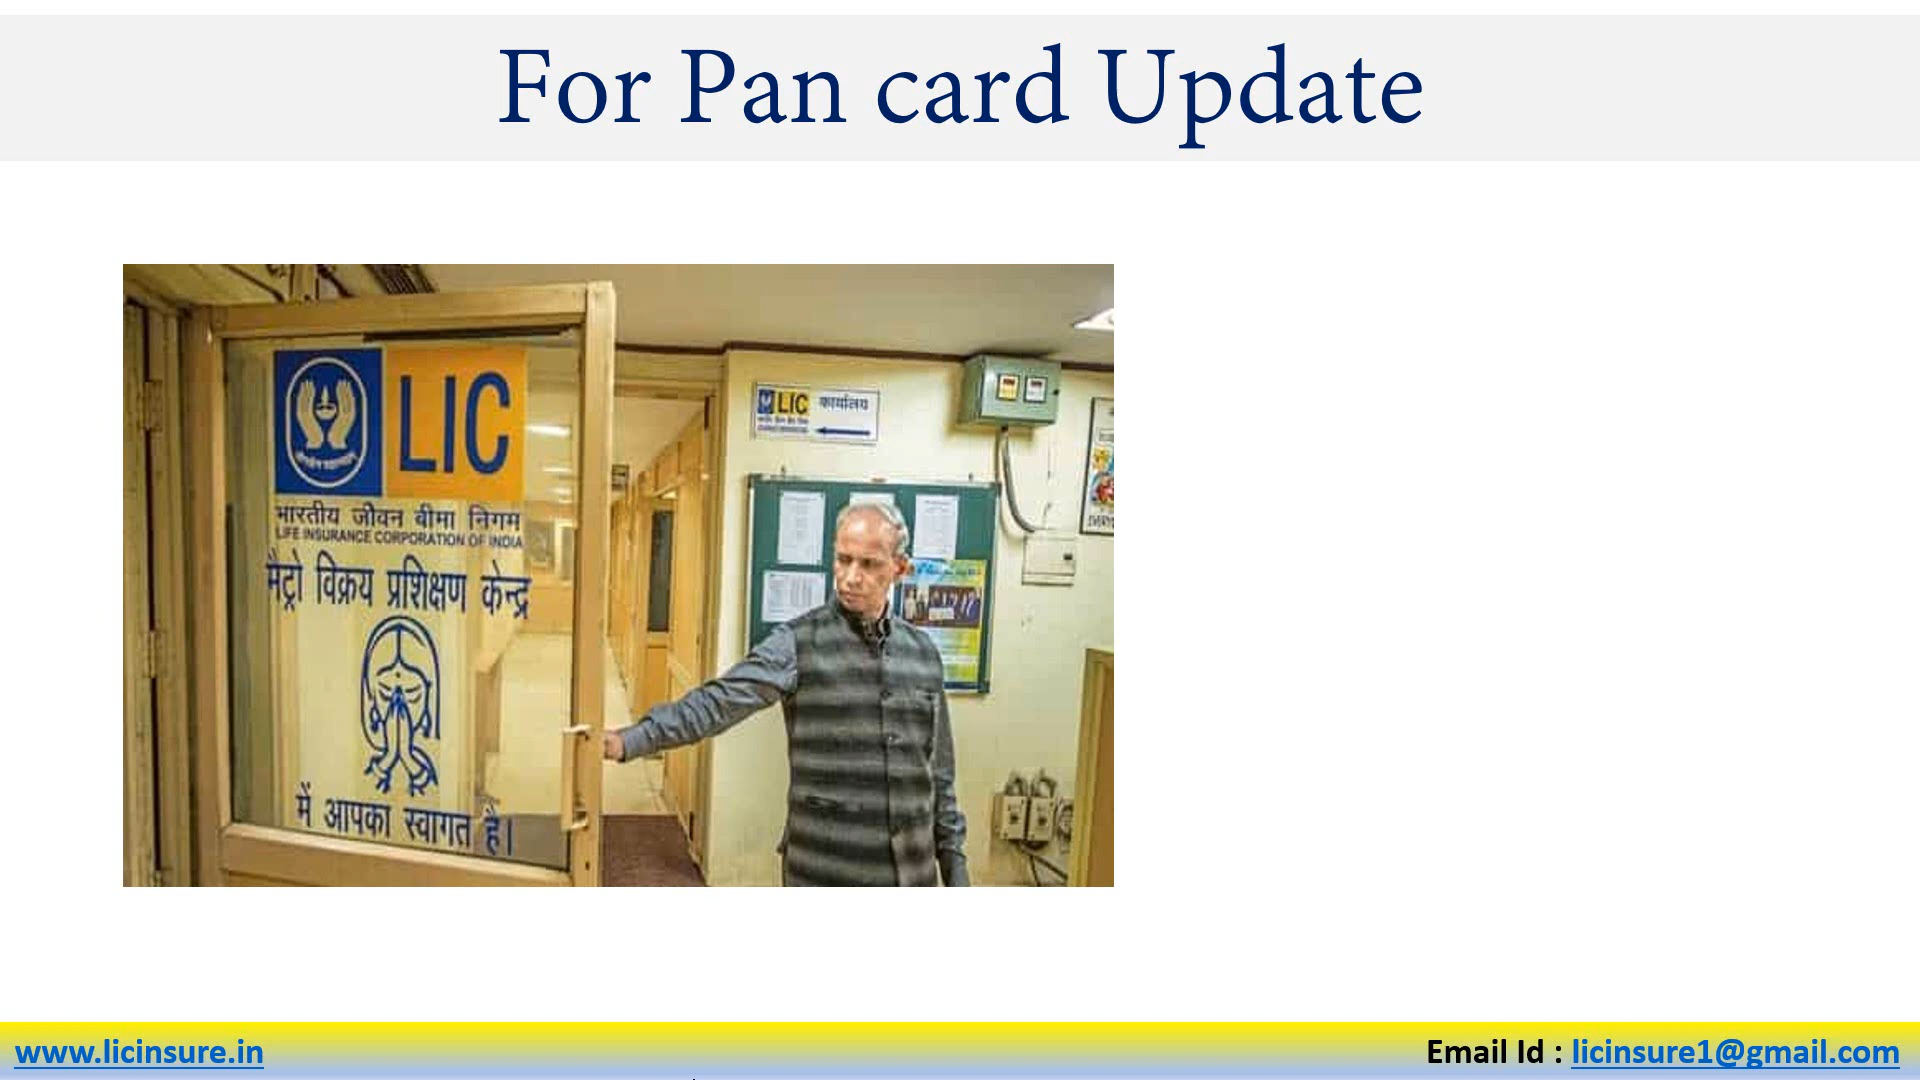 For Pan card Update
LIC
भारतीय जीवन बीमा निगम
LIFE INSURANCE CORPORATION OF INDIA
मैट्रो विक्रय प्रशिक्षण केन्द्र
में आपका स्वागत है।
LIC कार्यालय
www.licinsure.in
Email Id : licinsure1@gmail.com